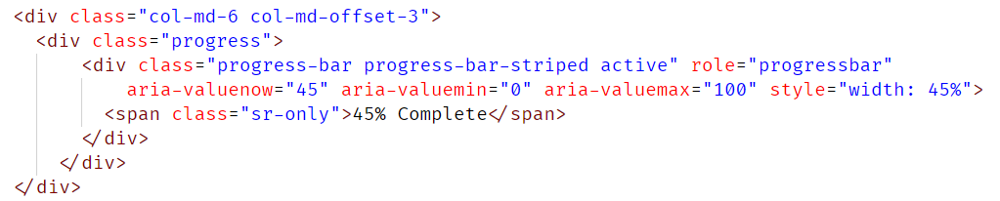 <div class="col-md-6 col-md-offset-3">
  <div class="progress">
      <div class="progress-bar progress-bar-striped active" role="progressbar"
          aria-valuenow="45" aria-valuemin="0" aria-valuemax="100" style="width: 45%">
        <span class="sr-only">45% Complete</span>
      </div>
    </div>
</div>